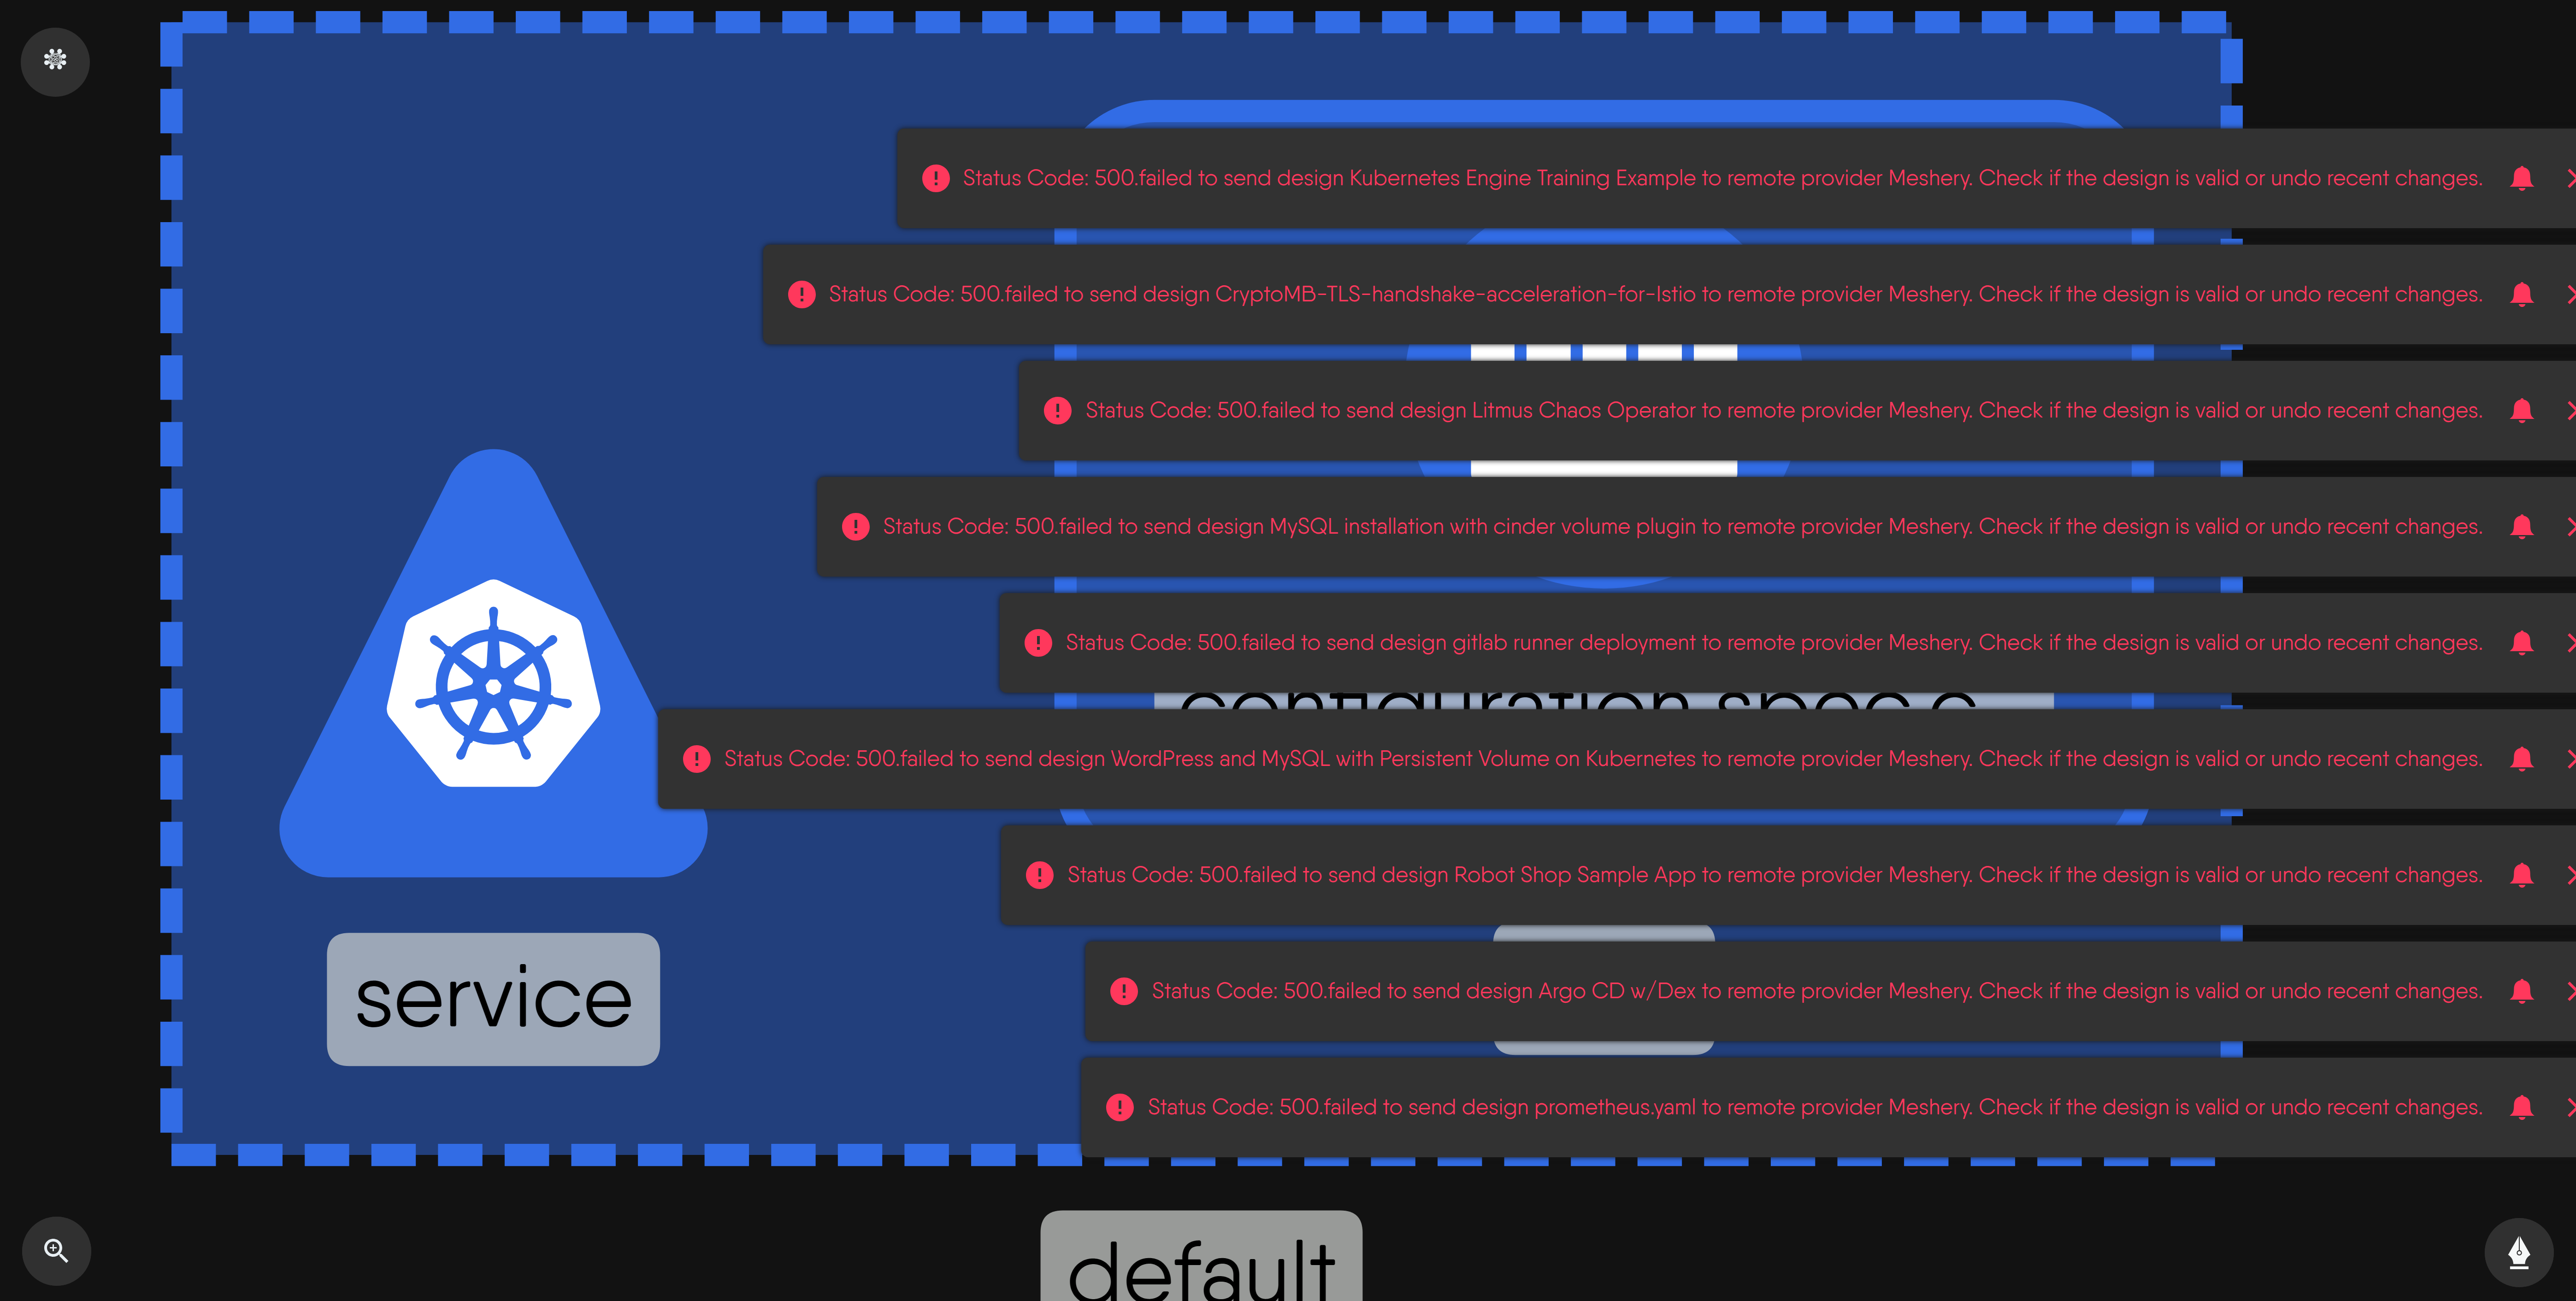 Status Code: 500.failed to send design Kubernetes Engine Training Example to remote provider Meshery. Check if the design is valid or undo recent changes.
Status Code: 500.failed to send design CryptoMB-TLS-handshake-acceleration-for-Istio to remote provider Meshery. Check if the design is valid or undo recent changes.
Status Code: 500.failed to send design Litmus Chaos Operator to remote provider Meshery. Check if the design is valid or undo recent changes.
Status Code: 500.failed to send design MySQL installation with cinder volume plugin to remote provider Meshery. Check if the design is valid or undo recent changes.
Status Code: 500.failed to send design gitlab runner deployment to remote provider Meshery. Check if the design is valid or undo recent changes.
configuration spec
Status Code: 500.failed to send design WordPress and MySQL with Persistent Volume on Kubernetes to remote provider Meshery. Check if the design is valid or undo recent changes.
Status Code: 500.failed to send design Robot Shop Sample App to remote provider Meshery. Check if the design is valid or undo recent changes.
service
Status Code: 500.failed to send design Argo CD w/Dex to remote provider Meshery. Check if the design is valid or undo recent changes.
Status Code: 500.failed to send design prometheus.yaml to remote provider Meshery. Check if the design is valid or undo recent changes.
default